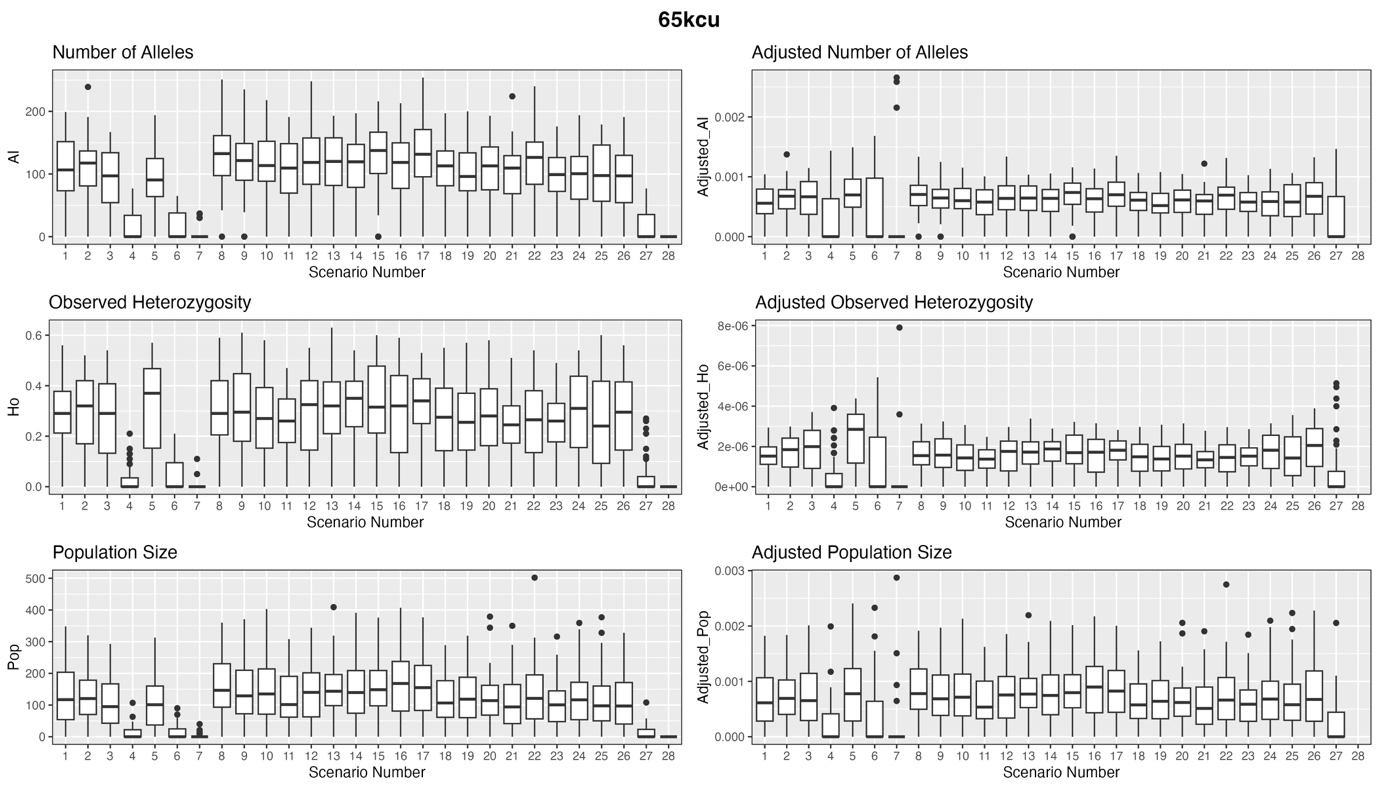 65kcu
Number of Alleles
Adjusted Number of Alleles
Al
200
100
0
1 2 3 4 5 6 7 8 9 10 11 12 13 14 15 16 17 18 19 20 21 22 23 24 25 26 27 28
Scenario Number
Adjusted_Al
0.002
0.001
0.000
1 2 3 4 5 6 7 8 9 10 11 12 13 14 15 16 17 18 19 20 21 22 23 24 25 26 27 28
Scenario Number
Observed Heterozygosity
Adjusted Observed Heterozygosity
Ho
0.6
0.4
0.2
0.0
1 2 3 4 5 6 7 8 9 10 11 12 13 14 15 16 17 18 19 20 21 22 23 24 25 26 27 28
Scenario Number
Adjusted_Ho
8e-06
6e-06
4e-06
2e-06
0e+00
1 2 3 4 5 6 7 8 9 10 11 12 13 14 15 16 17 18 19 20 21 22 23 24 25 26 27 28
Scenario Number
Population Size
Adjusted Population Size
Pop
500
400
300
200
100
0
1 2 3 4 5 6 7 8 9 10 11 12 13 14 15 16 17 18 19 20 21 22 23 24 25 26 27 28
Scenario Number
Adjusted_Pop
0.003
0.002
0.001
0.000
1 2 3 4 5 6 7 8 9 10 11 12 13 14 15 16 17 18 19 20 21 22 23 24 25 26 27 28
Scenario Number